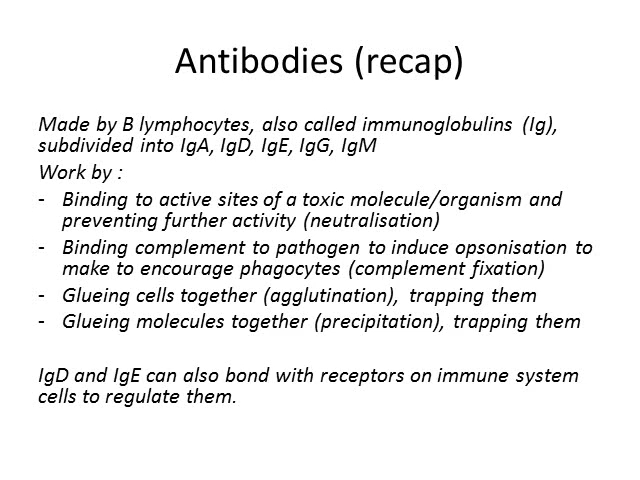 Antibodies (recap)
Made by B lymphocytes, also called immunoglobulins (Ig),
subdivided into IgA, IgD, IgE, IgG, IgM
Work by :
- Binding to active sites of a toxic molecule/organism and
preventing further activity (neutralisation)
- Binding complement to pathogen to induce opsonisation to
make to encourage phagocytes (complement fixation)
- Glueing cells together (agglutination), trapping them
- Glueing molecules together (precipitation), trapping them
IgD and IgE can also bond with receptors on immune system
cells to regulate them.